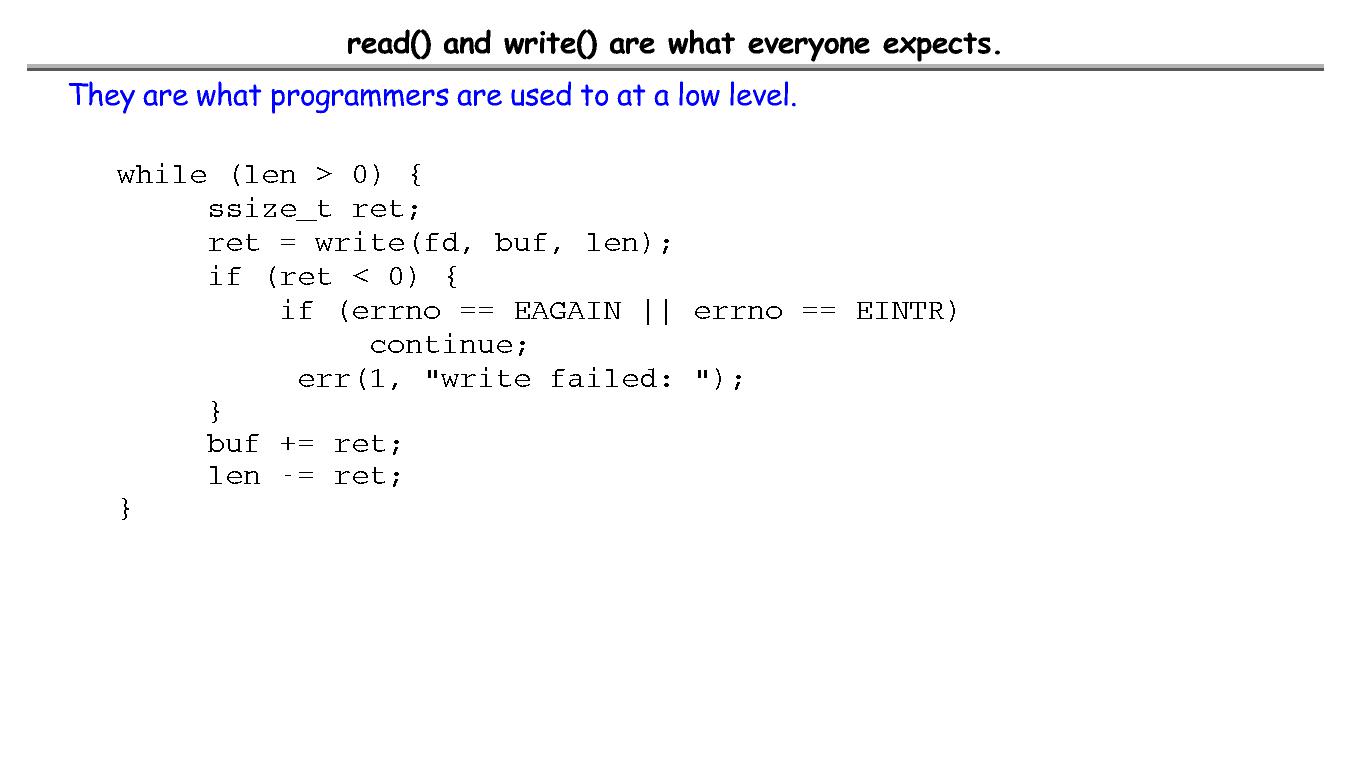 read() and write() are what everyone expects.
They are what programmers are used to at a low level.
while (len > 0) {
ssize_t ret;
ret = write(fd, buf, len);
if (ret < 0) {
if (errno == EAGAIN || errno == EINTR)
continue;
err(1, "write failed: ");
}
buf += ret;
len -= ret;
}